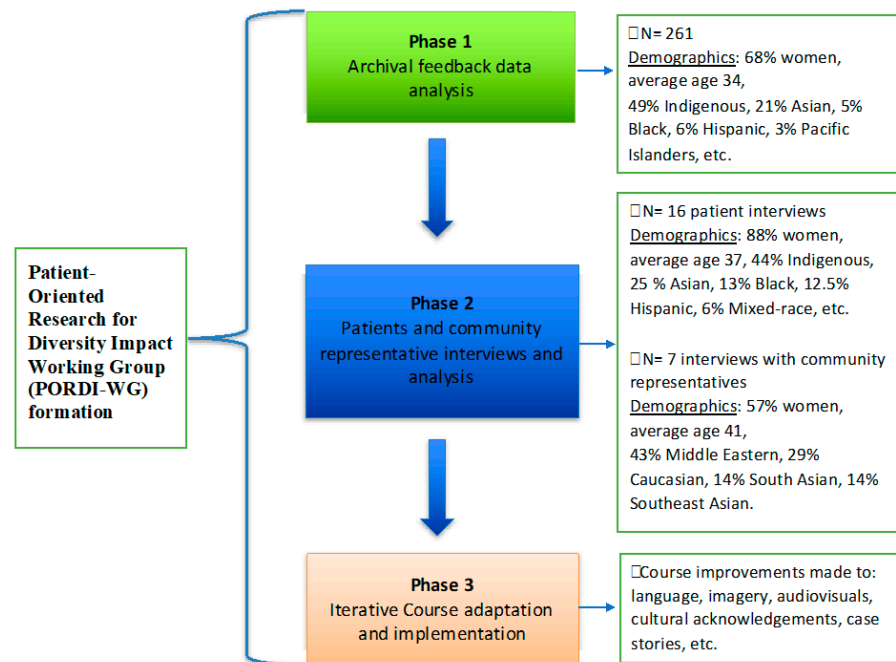 Patient-
Oriented
Research for
Diversity Impact
Working Group
(PORDI-WG)
formation
Phase 1
Archival feedback data
analysis
□N= 261
Demographics: 68% women,
average age 34,
49% Indigenous, 21% Asian, 5%
Black, 6% Hispanic, 3% Pacific
Islanders, etc.
Phase 2
Patients and community
representative interviews and
analysis
□N= 16 patient interviews
Demographics: 88% women,
average age 37, 44% Indigenous,
25 % Asian, 13% Black, 12.5%
Hispanic, 6% Mixed-race, etc.
□N= 7 interviews with community
representatives
Demographics: 57% women,
average age 41,
43% Middle Eastern, 29%
Caucasian, 14% South Asian, 14%
Southeast Asian.
Phase 3
Iterative Course adaptation
and implementation
□Course improvements made to:
language, imagery, audiovisuals,
cultural acknowledgements, case
stories, etc.